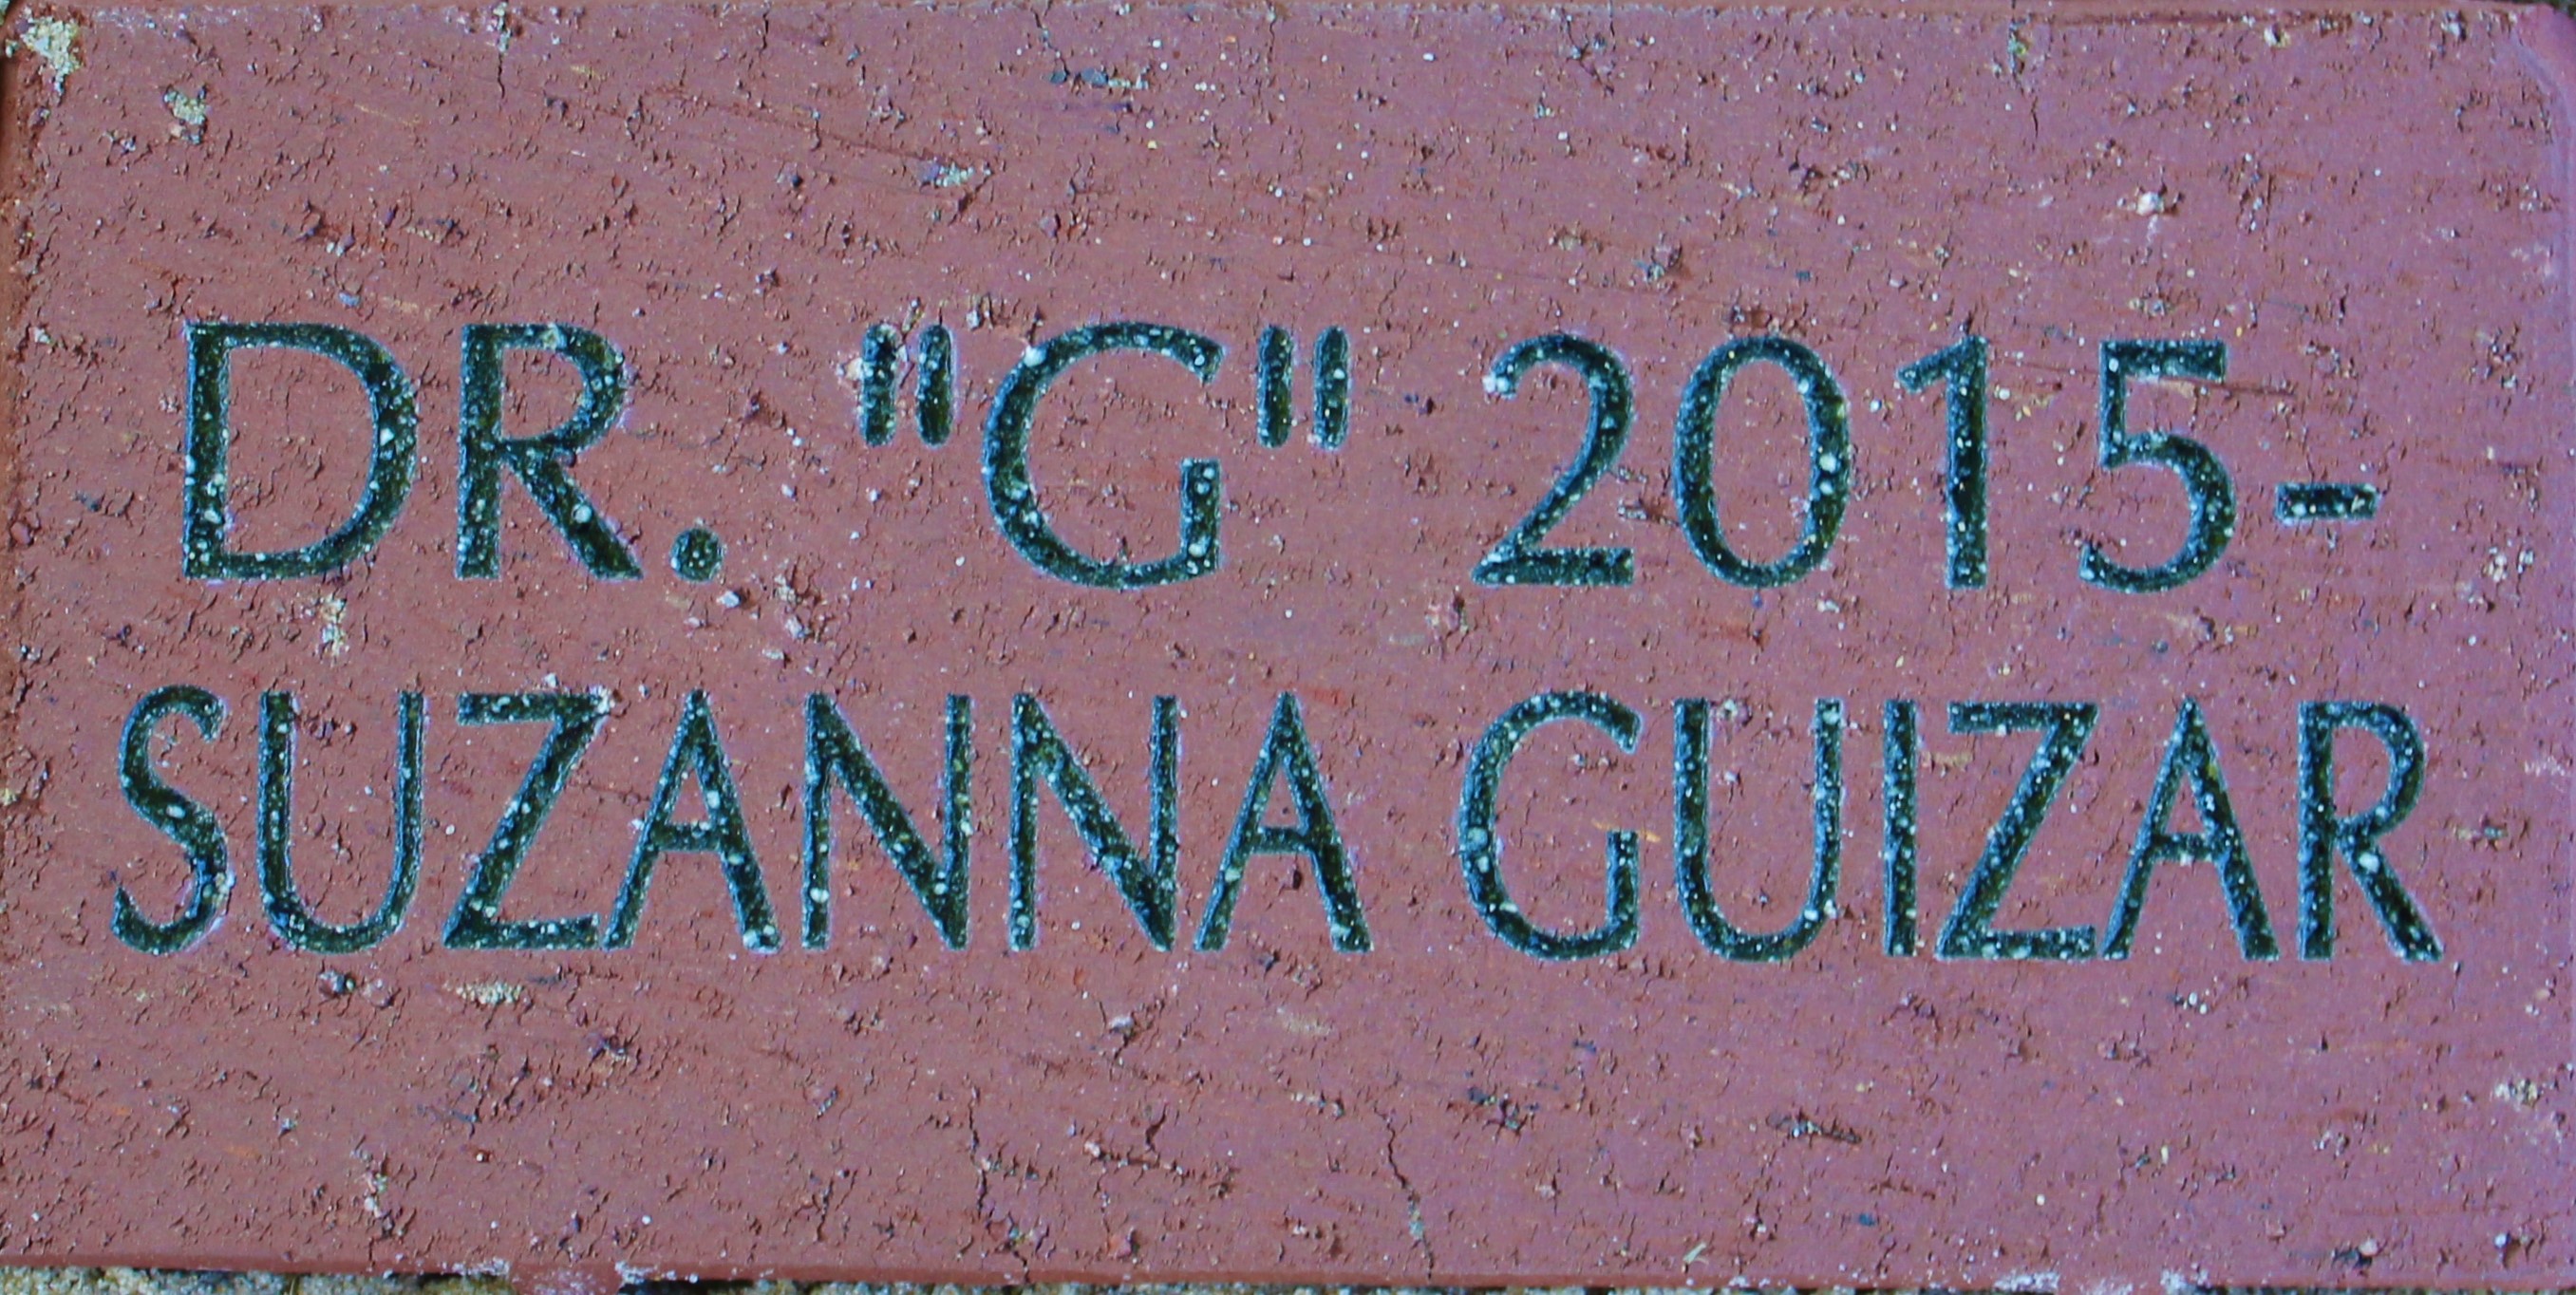 DR. "G" 2015-
SUZANNA GUIZAR